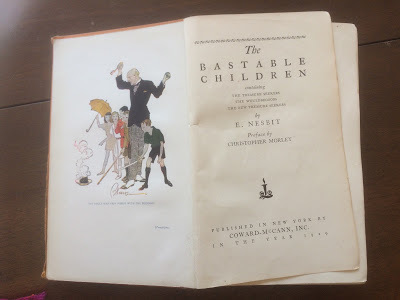 The
BASTABLE
CHILDREN
containing
THE TREASURE SEEKERS
THE WOULDBEGOODS
THE NEW TREASURE SEEKERS
by
E. NESBIT
Preface by
CHRISTOPHER MORLEY
PUBLISHED IN NEW YORK BY
COWARD-McCANN, INC.
IN THE YEAR